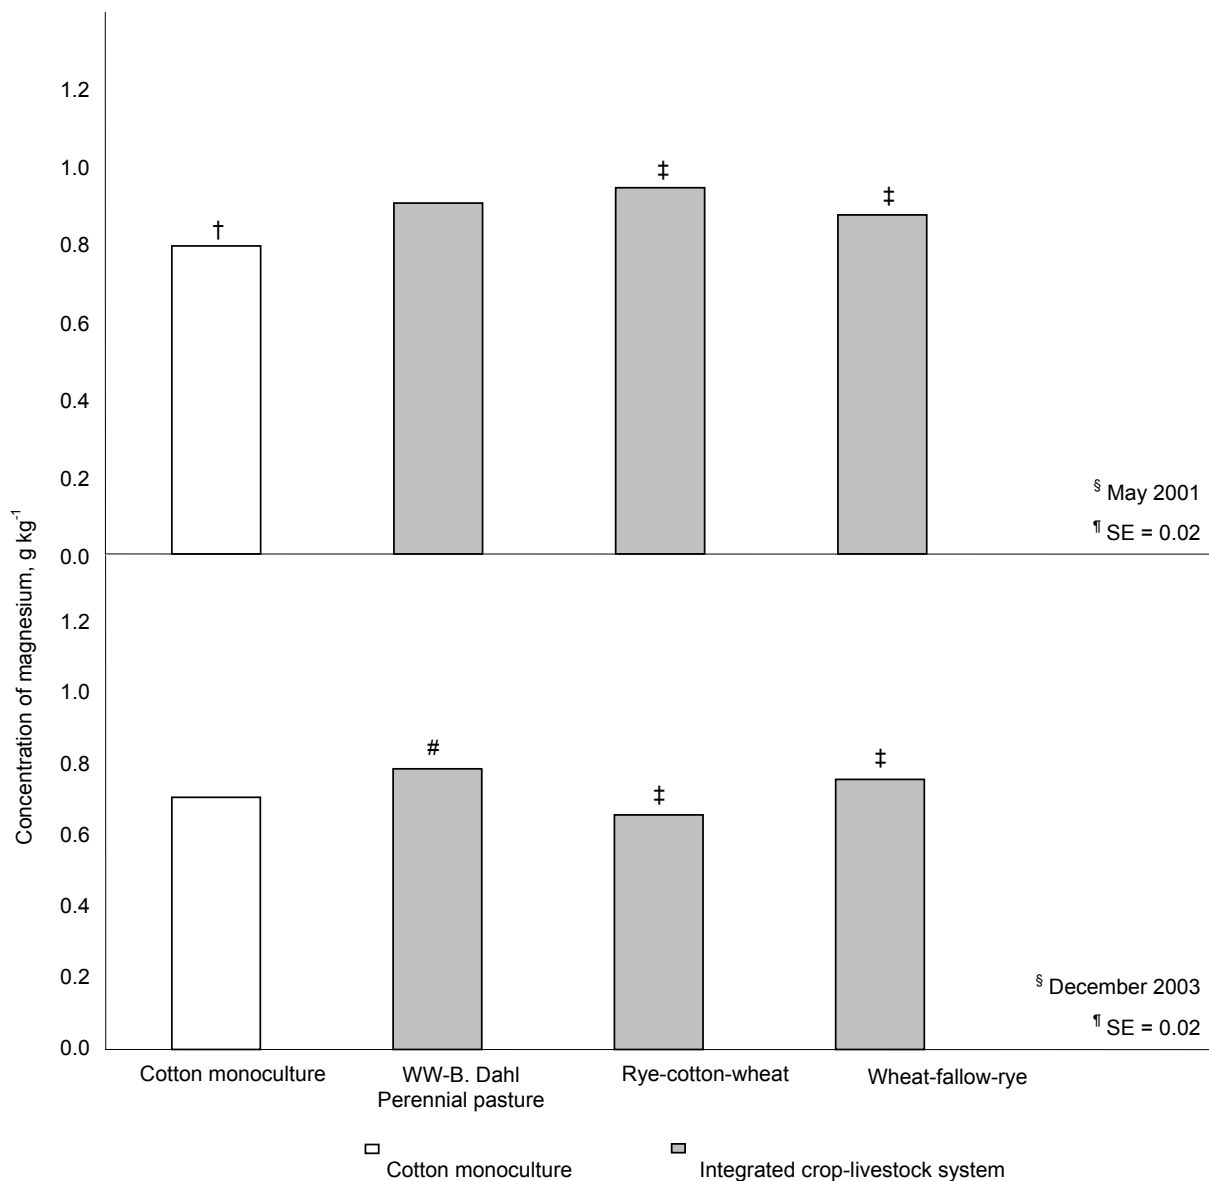 1.2
1.0
‡
‡
†
0.8
0.6
0.4
0.2
§ May 2001
¶ SE = 0.02
0.0
Concentration of magnesium, g kg-1
1.2
1.0
#
‡
0.8
‡
0.6
0.4
0.2
§ December 2003
¶ SE = 0.02
0.0
Cotton monoculture
WW-B. Dahl
Perennial pasture
Rye-cotton-wheat
Wheat-fallow-rye
Cotton monoculture
Integrated crop-livestock system